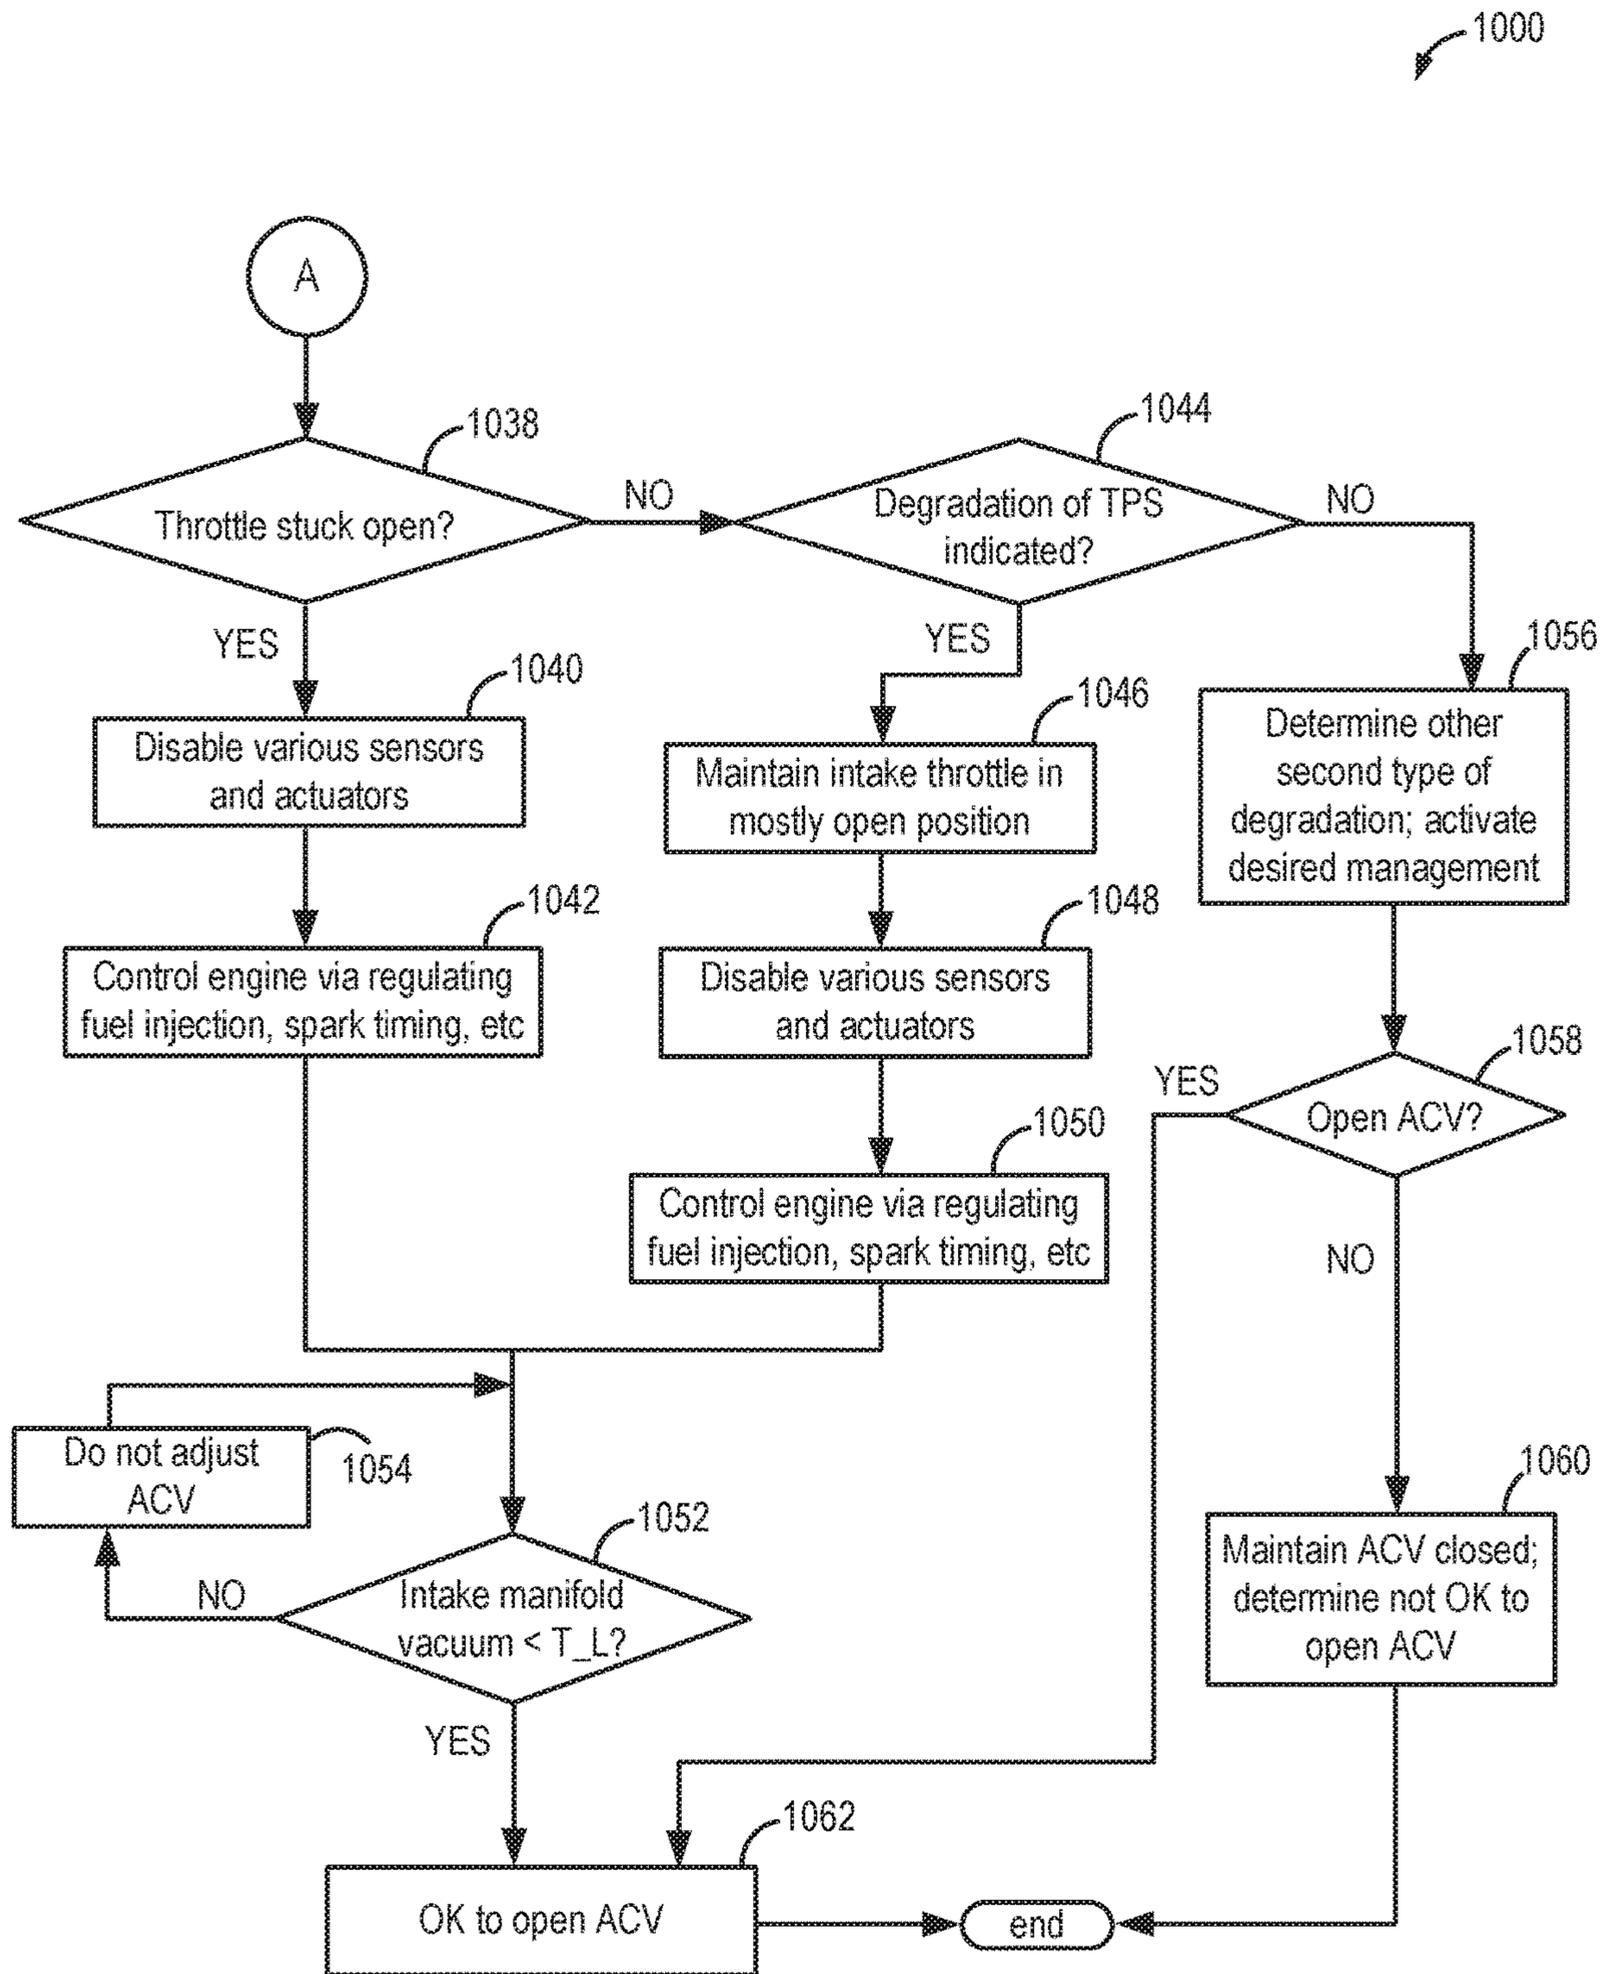 1000
A
1038
Throttle stuck open?
NO
YES
1044
Degradation of TPS
indicated?
NO
YES
1040
Disable various sensors
and actuators
1042
Control engine via regulating
fuel injection, spark timing, etc
1046
Maintain intake throttle in
mostly open position
1048
Disable various sensors
and actuators
1050
Control engine via regulating
fuel injection, spark timing, etc
1056
Determine other
second type of
degradation; activate
desired management
1058
Open ACV?
YES
NO
1054
Do not adjust
ACV
1052
Intake manifold
vacuum < T_L?
NO
YES
1060
Maintain ACV closed;
determine not OK to
open ACV
1062
OK to open ACV
end